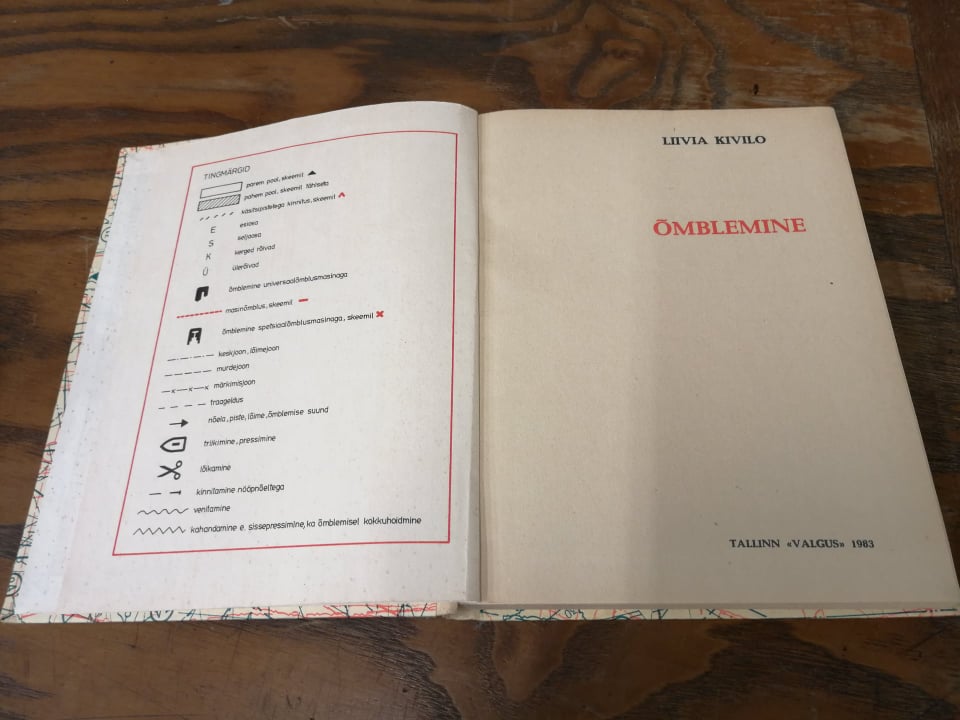 TINGMÄRGID
parem pool, skeemil
pahem pool, skeemil tähiseta
käsitsipistetega kinnitus, skeemil
E esiosa
S seljaosa
K kerged rõivad
Ü ülerõivad
õmblemine universaalõmblusmasinaga
masinõmblus, skeemil
õmblemine spetsiaalõmblusmasinaga, skeemil
keskjoon, lõimejoon
murdejoon
märkimisjoon
traageldus
nõela, piste, lõime, õmblemise suund
triikimine, pressimine
lõikamine
kinnitamine nööpnõeltega
venitamine
kahandamine e. sissepressimine, ka õmblemisel kokkuhoidmine
LIIVIA KIVILO
ÕMBLEMINE
TALLINN «VALGUS» 1983